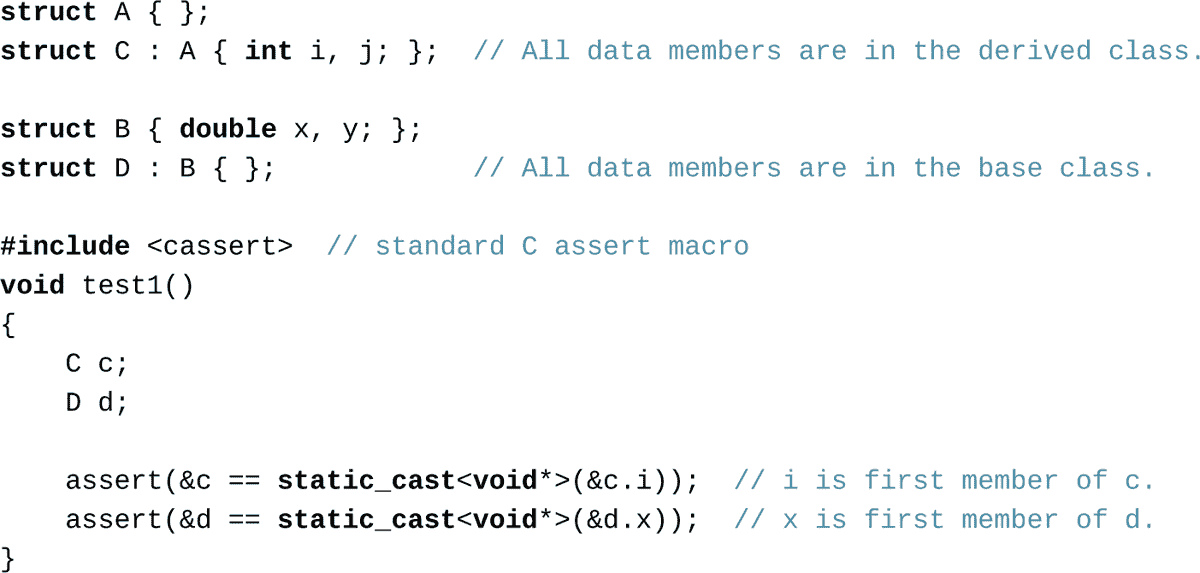 struct A { };
struct C : A { int i, j; };  // All data members are in the derived class.

struct B { double x, y; };
struct D : B { };            // All data members are in the base class.

#include <cassert>  // standard C assert macro
void test1()
{
    C c;
    D d;

    assert(&c == static_cast<void*>(&c.i));  // i is first member of c.
    assert(&d == static_cast<void*>(&d.x));  // x is first member of d.
}